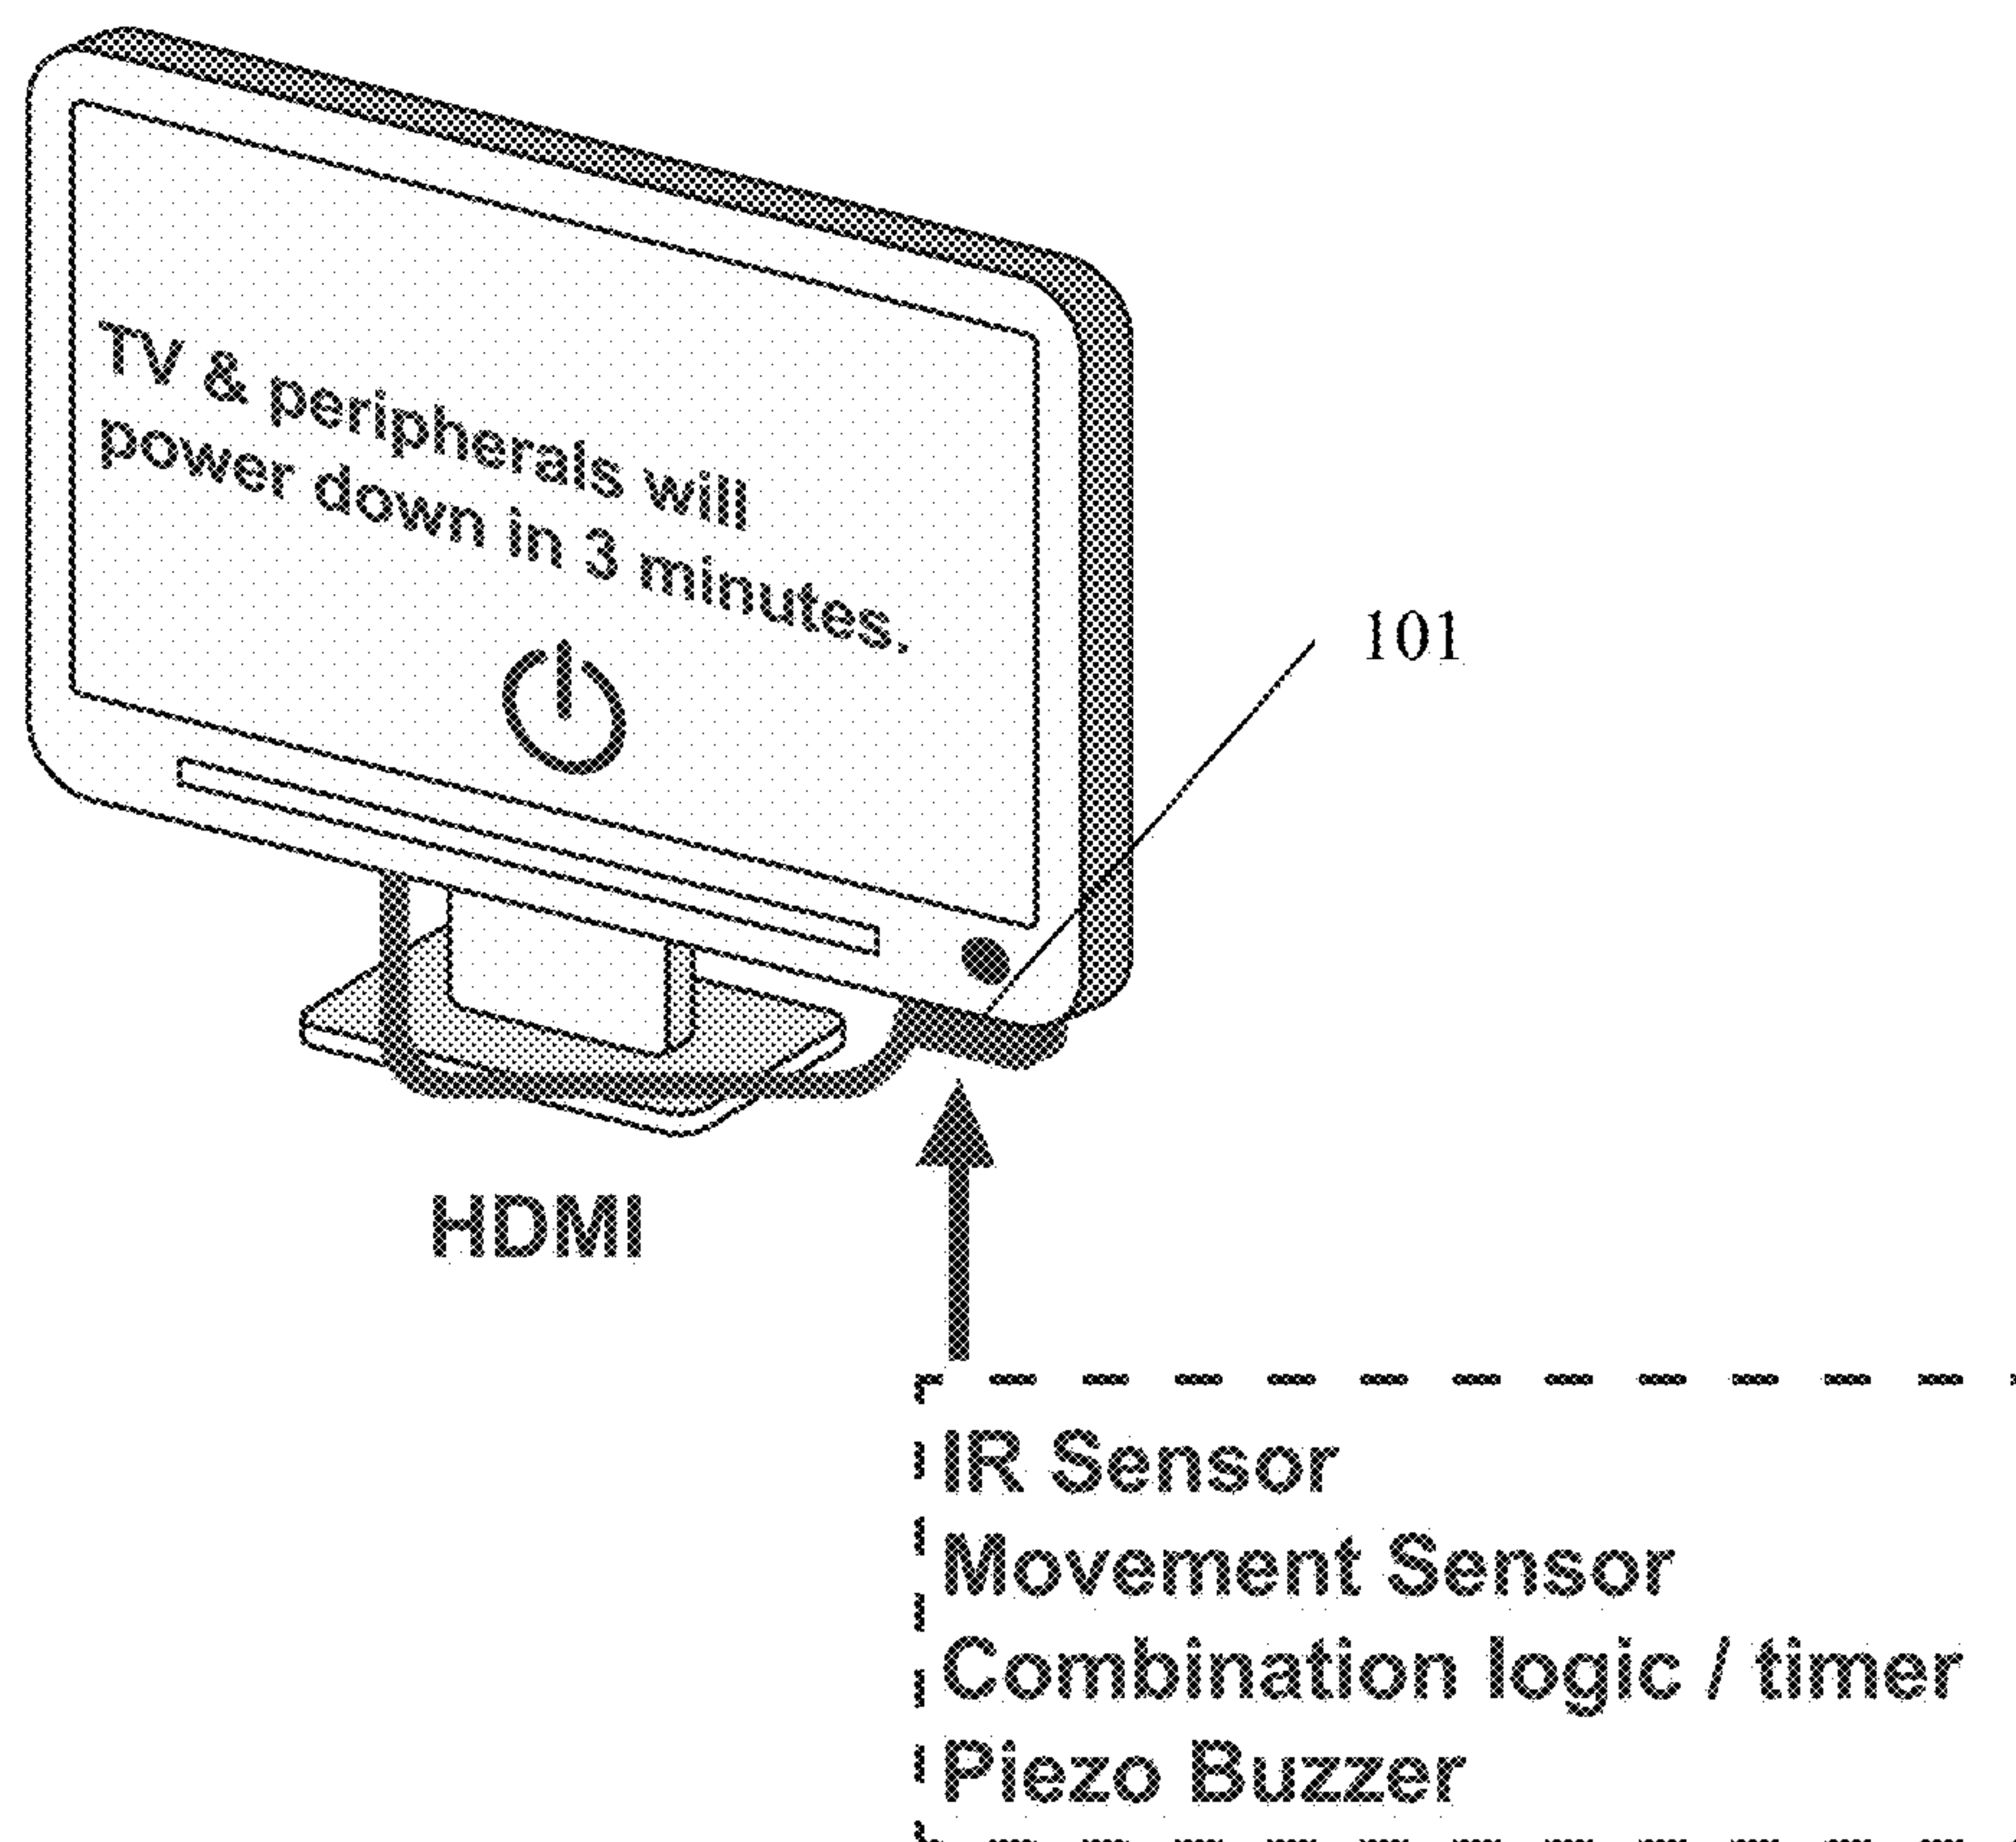 TV & peripherals will
power down in 3 minutes.
101
HDMI
IR Sensor
Movement Sensor
Combination logic / timer
Piezo Buzzer